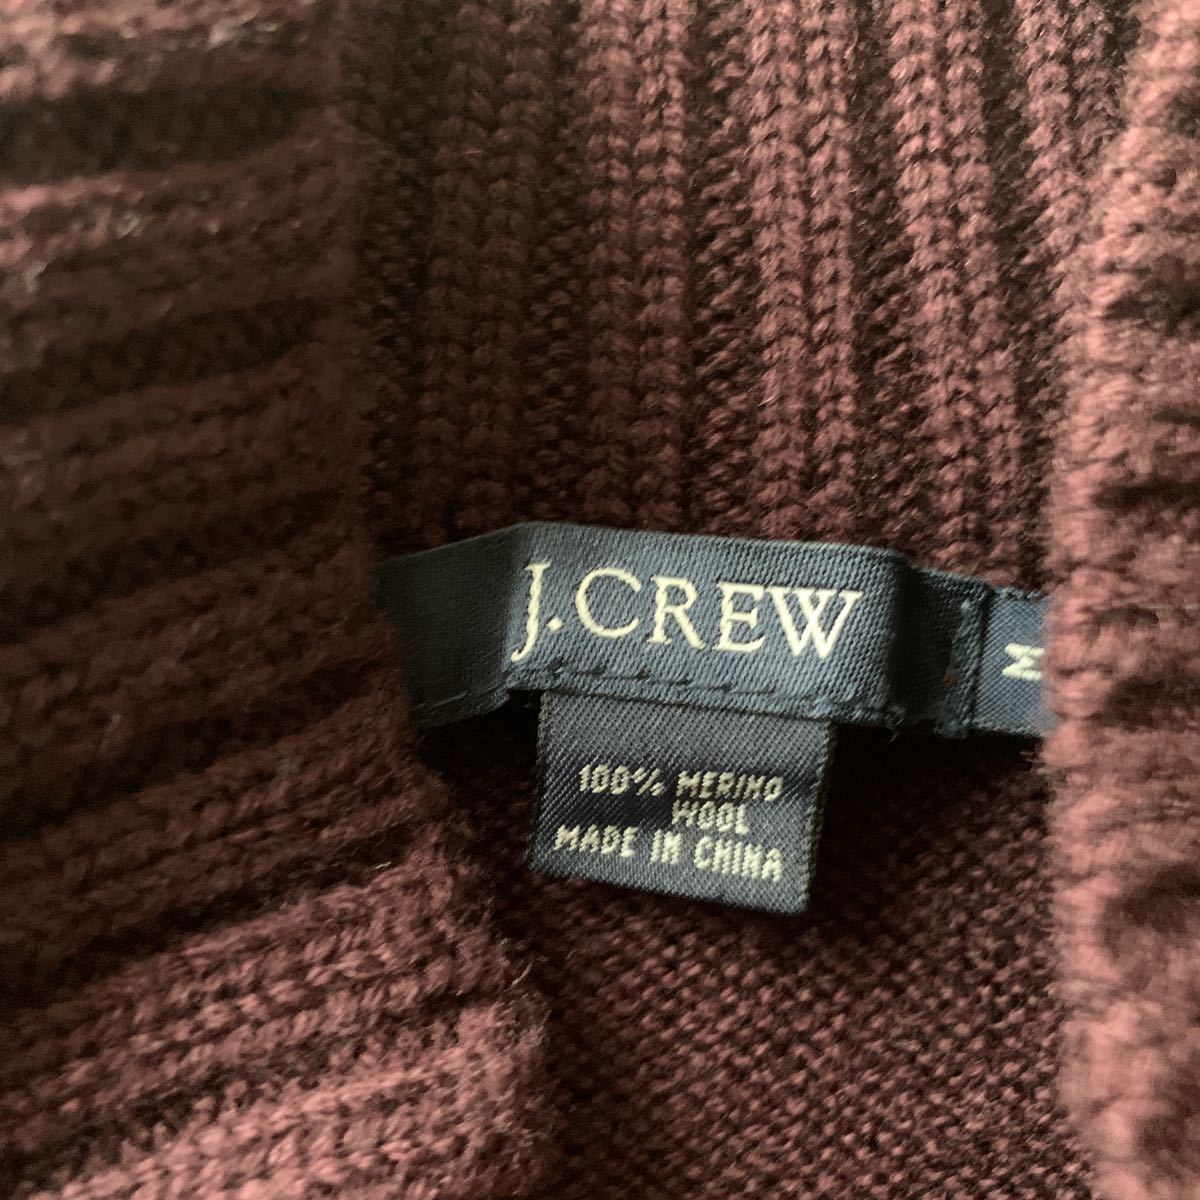 J.CREW
M
100% MERINO
WOOL
MADE IN CHINA